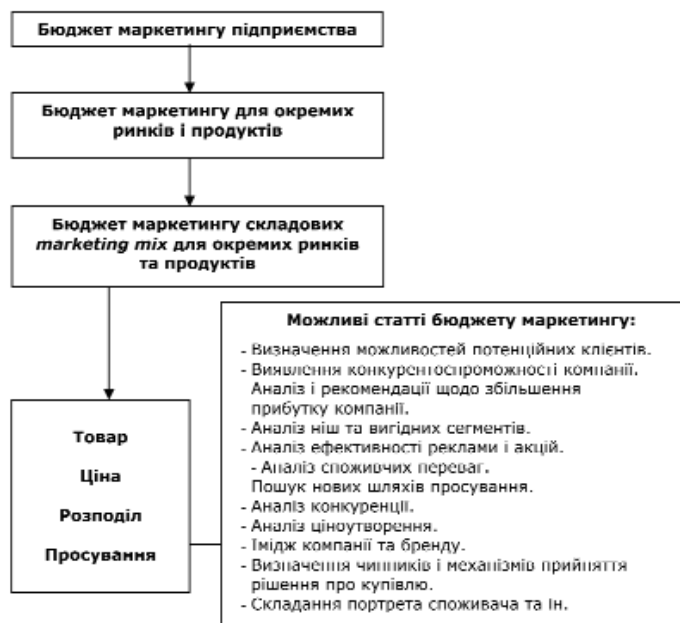 Бюджет маркетингу підприємства
Бюджет маркетингу для окремих
ринків і продуктів
Бюджет маркетингу складових
marketing mix для окремих ринків
та продуктів
Товар
Ціна
Розподіл
Просування
Можливі статті бюджету маркетингу:
- Визначення можливостей потенційних клієнтів.
- Виявлення конкурентоспроможності компанії.
Аналіз і рекомендації щодо збільшення
прибутку компанії.
- Аналіз ніш та вигідних сегментів.
- Аналіз ефективності реклами і акцій.
- Аналіз споживчих переваг.
Пошук нових шляхів просування.
- Аналіз конкуренції.
- Аналіз ціноутворення.
- Імідж компанії та бренду.
- Визначення чинників і механізмів прийняття
рішення про купівлю.
- Складання портрета споживача та ін.